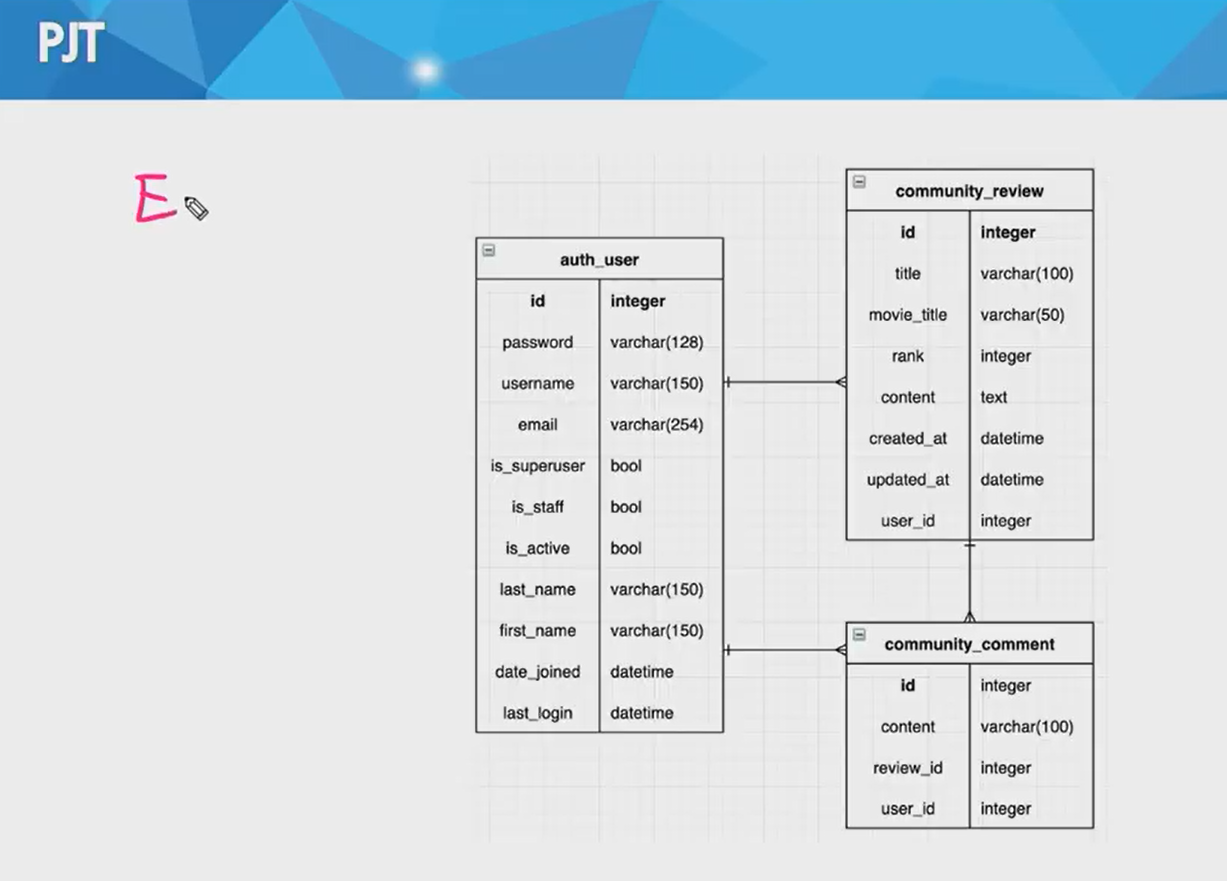 PJT
E
auth_user
id integer
password varchar(128)
username varchar(150)
email varchar(254)
is_superuser bool
is_staff bool
is_active bool
last_name varchar(150)
first_name varchar(150)
date_joined datetime
last_login datetime
community_review
id integer
title varchar(100)
movie_title varchar(50)
rank integer
content text
created_at datetime
updated_at datetime
user_id integer
community_comment
id integer
content varchar(100)
review_id integer
user_id integer